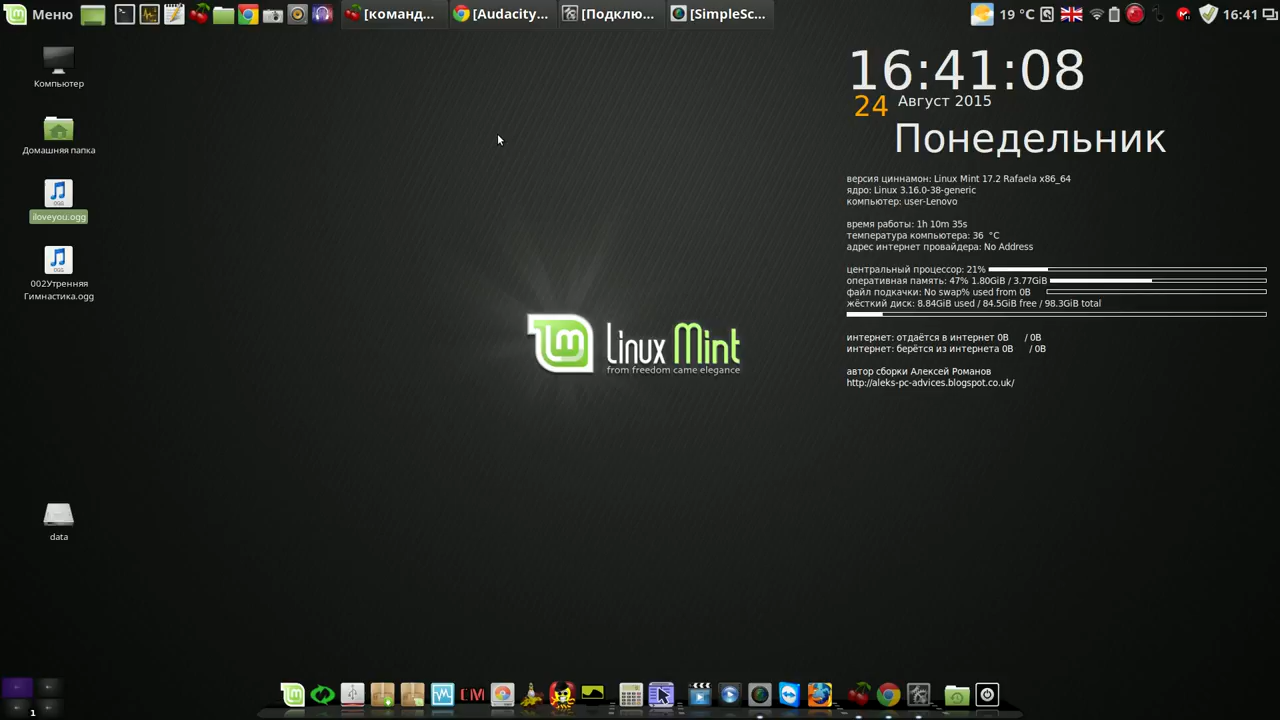 Меню
[команд...
[Audacity...
[Подклю...
[SimpleSc...
19 °C
16:41
Компьютер
Домашняя папка
OGG
iloveyou.ogg
OGG
002Утренняя
Гимнастика.ogg
data
16:41:08
24 Август 2015
Понедельник
версия циннамон: Linux Mint 17.2 Rafaela x86_64
ядро: Linux 3.16.0-38-generic
компьютер: user-Lenovo
время работы: 1h 10m 35s
температура компьютера: 36 °C
адрес интернет провайдера: No Address
центральный процессор: 21%
оперативная память: 47% 1.80GiB / 3.77GiB
файл подкачки: No swap% used from 0B
жёсткий диск: 8.84GiB used / 84.5GiB free / 98.3GiB total
интернет: отдаётся в интернет 0B / 0B
интернет: берётся из интернета 0B / 0B
автор сборки Алексей Романов
http://aleks-pc-advices.blogspot.co.uk/
Linux Mint
from freedom came elegance
1